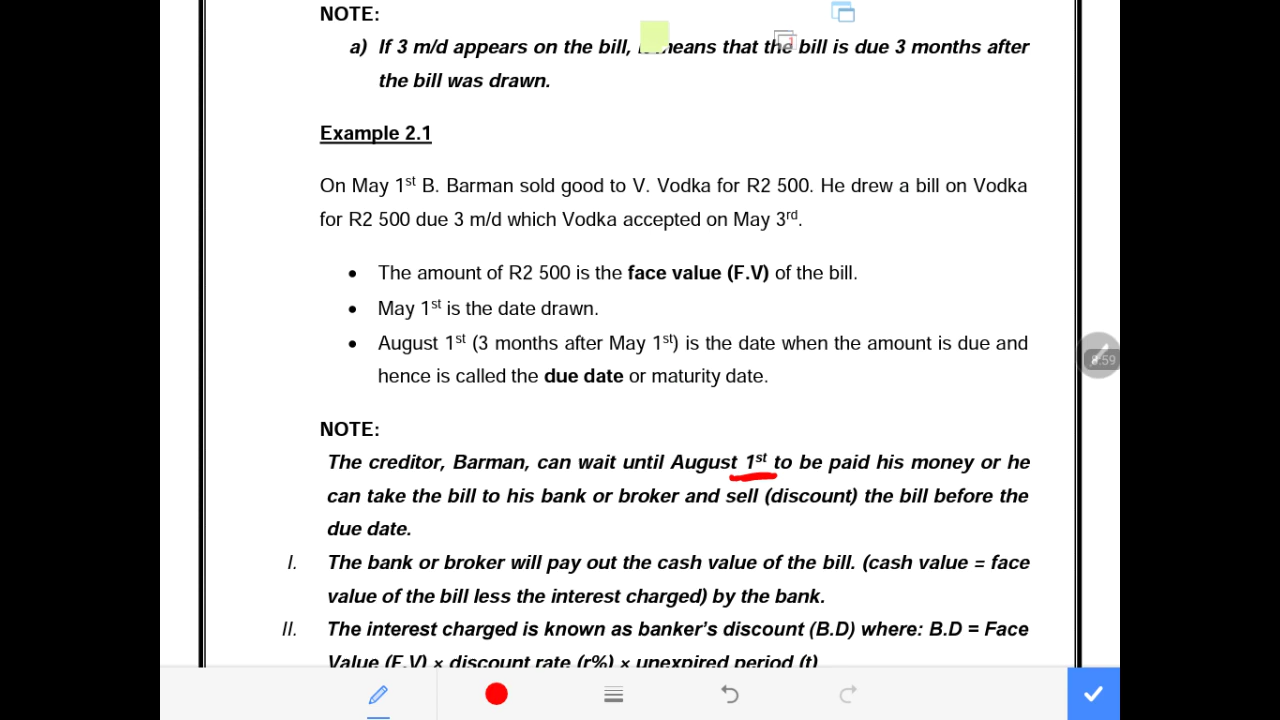 NOTE:
a) If 3 m/d appears on the bill, means that the bill is due 3 months after
the bill was drawn.
Example 2.1
On May 1st B. Barman sold good to V. Vodka for R2 500. He drew a bill on Vodka
for R2 500 due 3 m/d which Vodka accepted on May 3rd.
• The amount of R2 500 is the face value (F.V) of the bill.
• May 1st is the date drawn.
• August 1st (3 months after May 1st) is the date when the amount is due and
hence is called the due date or maturity date.
8:59
NOTE:
The creditor, Barman, can wait until August 1st to be paid his money or he
can take the bill to his bank or broker and sell (discount) the bill before the
due date.
I. The bank or broker will pay out the cash value of the bill. (cash value = face
value of the bill less the interest charged) by the bank.
II. The interest charged is known as banker's discount (B.D) where: B.D = Face
Value (F.V) × discount rate (r%) × unexpired period (t)